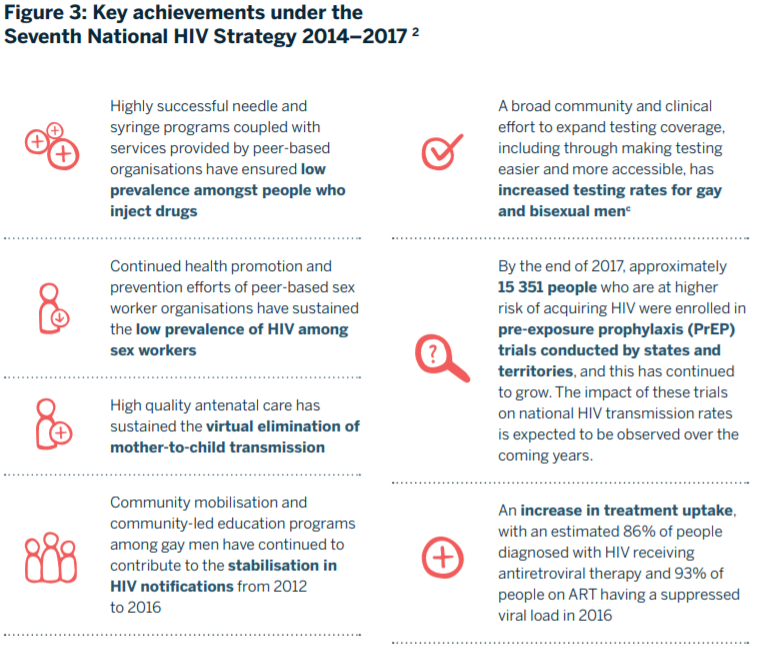 Figure 3: Key achievements under the
Seventh National HIV Strategy 2014–2017 ²
Highly successful needle and
syringe programs coupled with
services provided by peer-based
organisations have ensured low
prevalence amongst people who
inject drugs
Continued health promotion and
prevention efforts of peer-based sex
worker organisations have sustained
the low prevalence of HIV among
sex workers
High quality antenatal care has
sustained the virtual elimination of
mother-to-child transmission
Community mobilisation and
community-led education programs
among gay men have continued to
contribute to the stabilisation in
HIV notifications from 2012
to 2016
A broad community and clinical
effort to expand testing coverage,
including through making testing
easier and more accessible, has
increased testing rates for gay
and bisexual menᶜ
By the end of 2017, approximately
15 351 people who are at higher
risk of acquiring HIV were enrolled in
pre-exposure prophylaxis (PrEP)
trials conducted by states and
territories, and this has continued
to grow. The impact of these trials
on national HIV transmission rates
is expected to be observed over the
coming years.
An increase in treatment uptake,
with an estimated 86% of people
diagnosed with HIV receiving
antiretroviral therapy and 93% of
people on ART having a suppressed
viral load in 2016